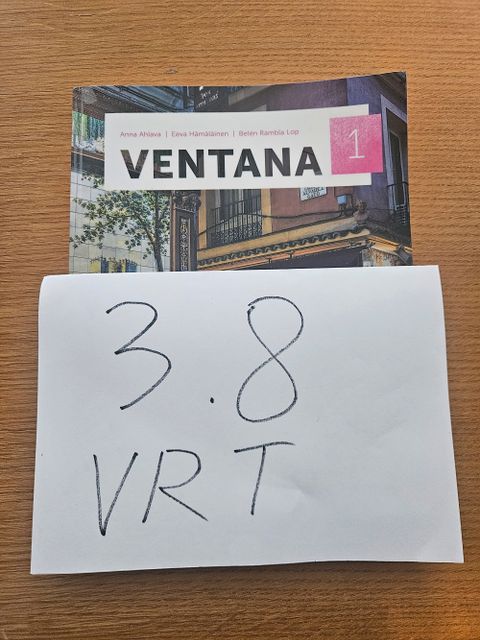 Anna Ahlava | Eeva Hämäläinen | Belén Rambla Lop
VENTANA 1
3.8
VRT